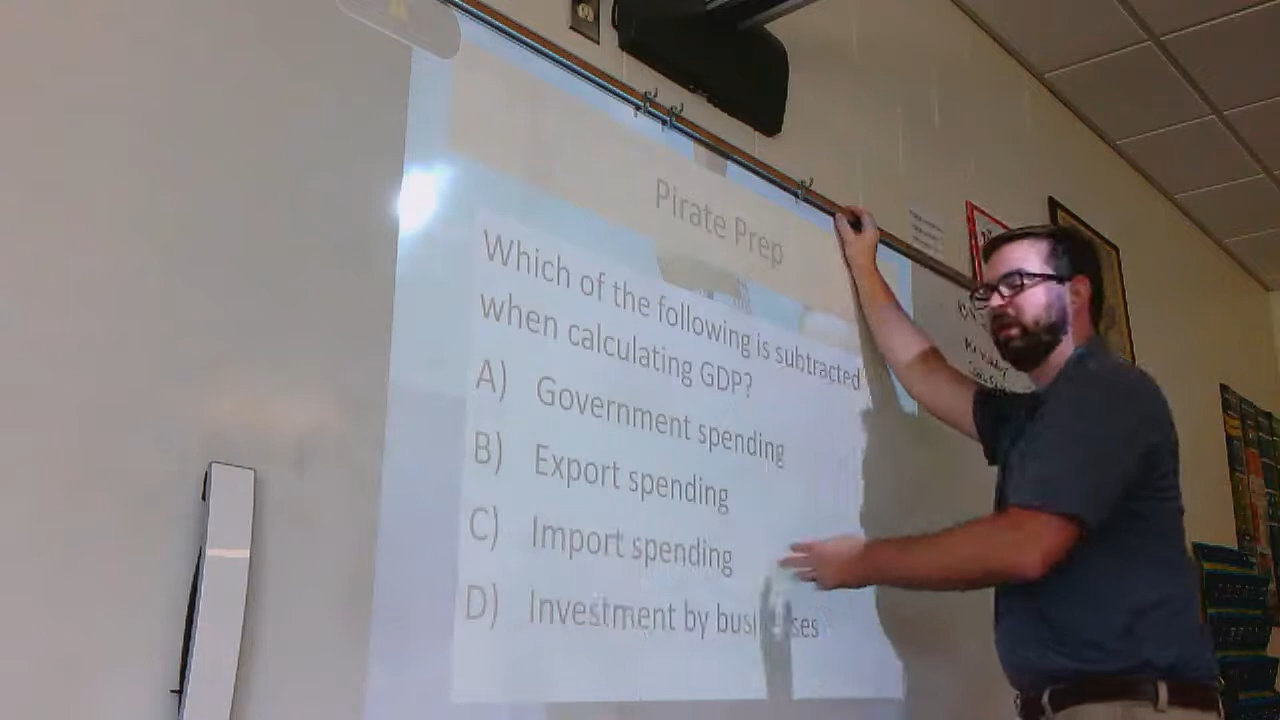 Pirate Prep
Which of the following is subtracted
when calculating GDP?
A) Government spending
B) Export spending
C) Import spending
D) Investment by